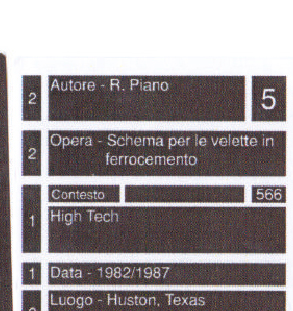 2 Autore - R. Piano 5
2 Opera - Schema per le velette in
ferrocemento
Contesto 566
1 High Tech
1 Data - 1982/1987
Luogo - Huston, Texas